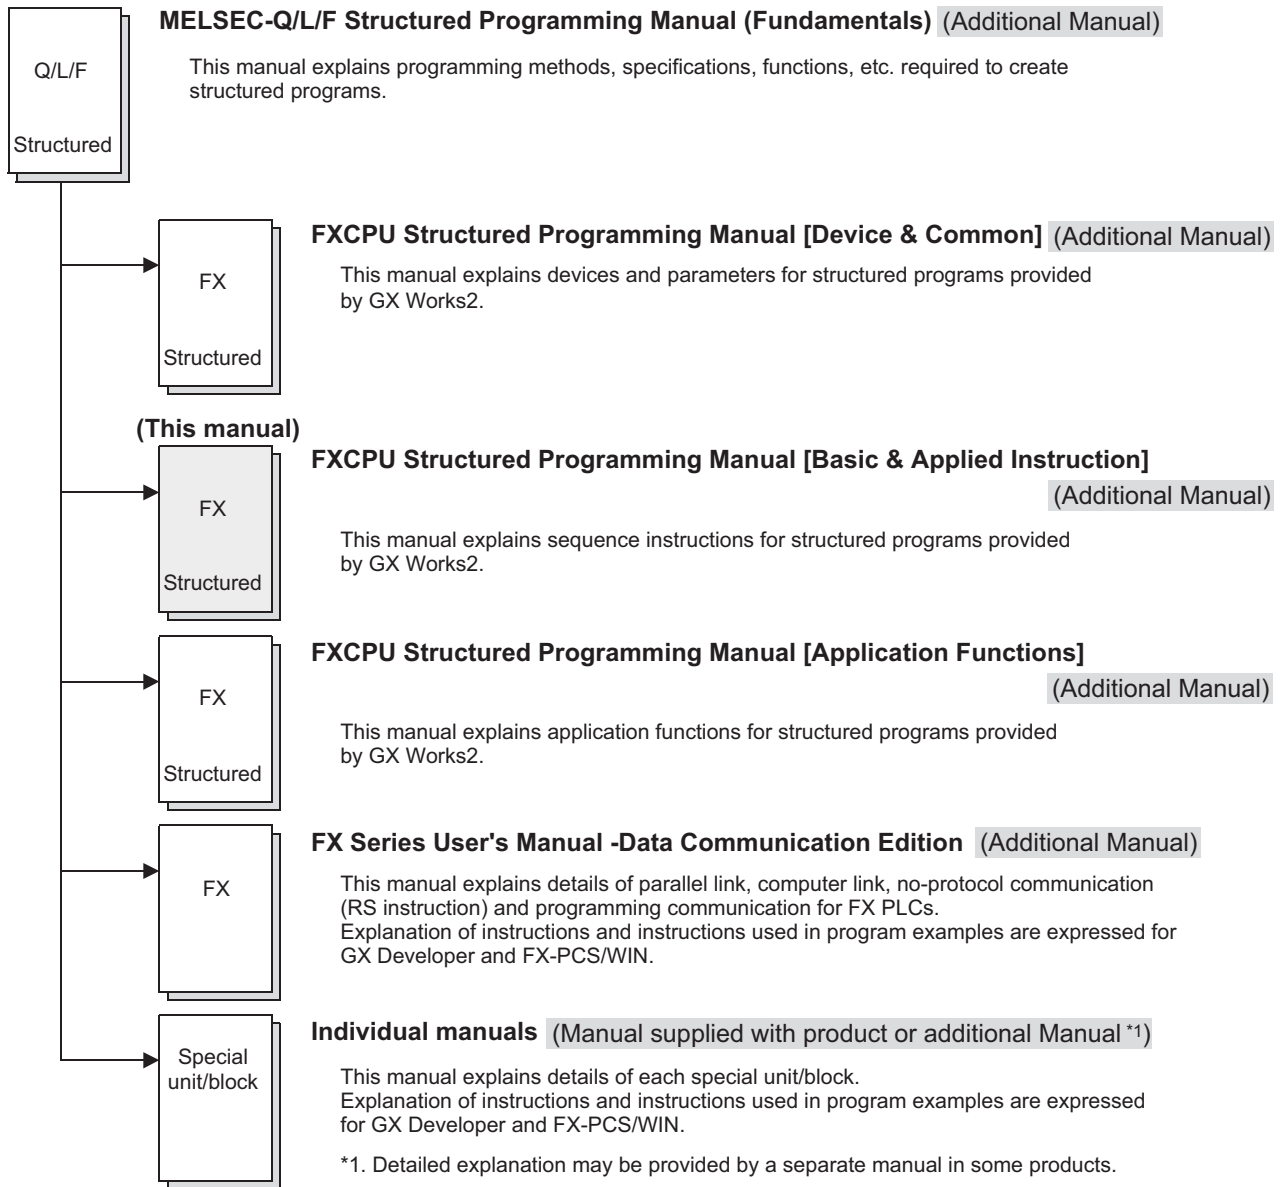 MELSEC-Q/L/F Structured Programming Manual (Fundamentals) (Additional Manual)
Q/L/F
Structured
This manual explains programming methods, specifications, functions, etc. required to create
structured programs.
FXCPU Structured Programming Manual [Device & Common] (Additional Manual)
FX
Structured
This manual explains devices and parameters for structured programs provided
by GX Works2.
(This manual)
FXCPU Structured Programming Manual [Basic & Applied Instruction]
(Additional Manual)
FX
Structured
This manual explains sequence instructions for structured programs provided
by GX Works2.
FXCPU Structured Programming Manual [Application Functions]
(Additional Manual)
FX
Structured
This manual explains application functions for structured programs provided
by GX Works2.
FX Series User's Manual -Data Communication Edition (Additional Manual)
FX
This manual explains details of parallel link, computer link, no-protocol communication
(RS instruction) and programming communication for FX PLCs.
Explanation of instructions and instructions used in program examples are expressed for
GX Developer and FX-PCS/WIN.
Individual manuals (Manual supplied with product or additional Manual *1)
Special
unit/block
This manual explains details of each special unit/block.
Explanation of instructions and instructions used in program examples are expressed
for GX Developer and FX-PCS/WIN.
*1. Detailed explanation may be provided by a separate manual in some products.